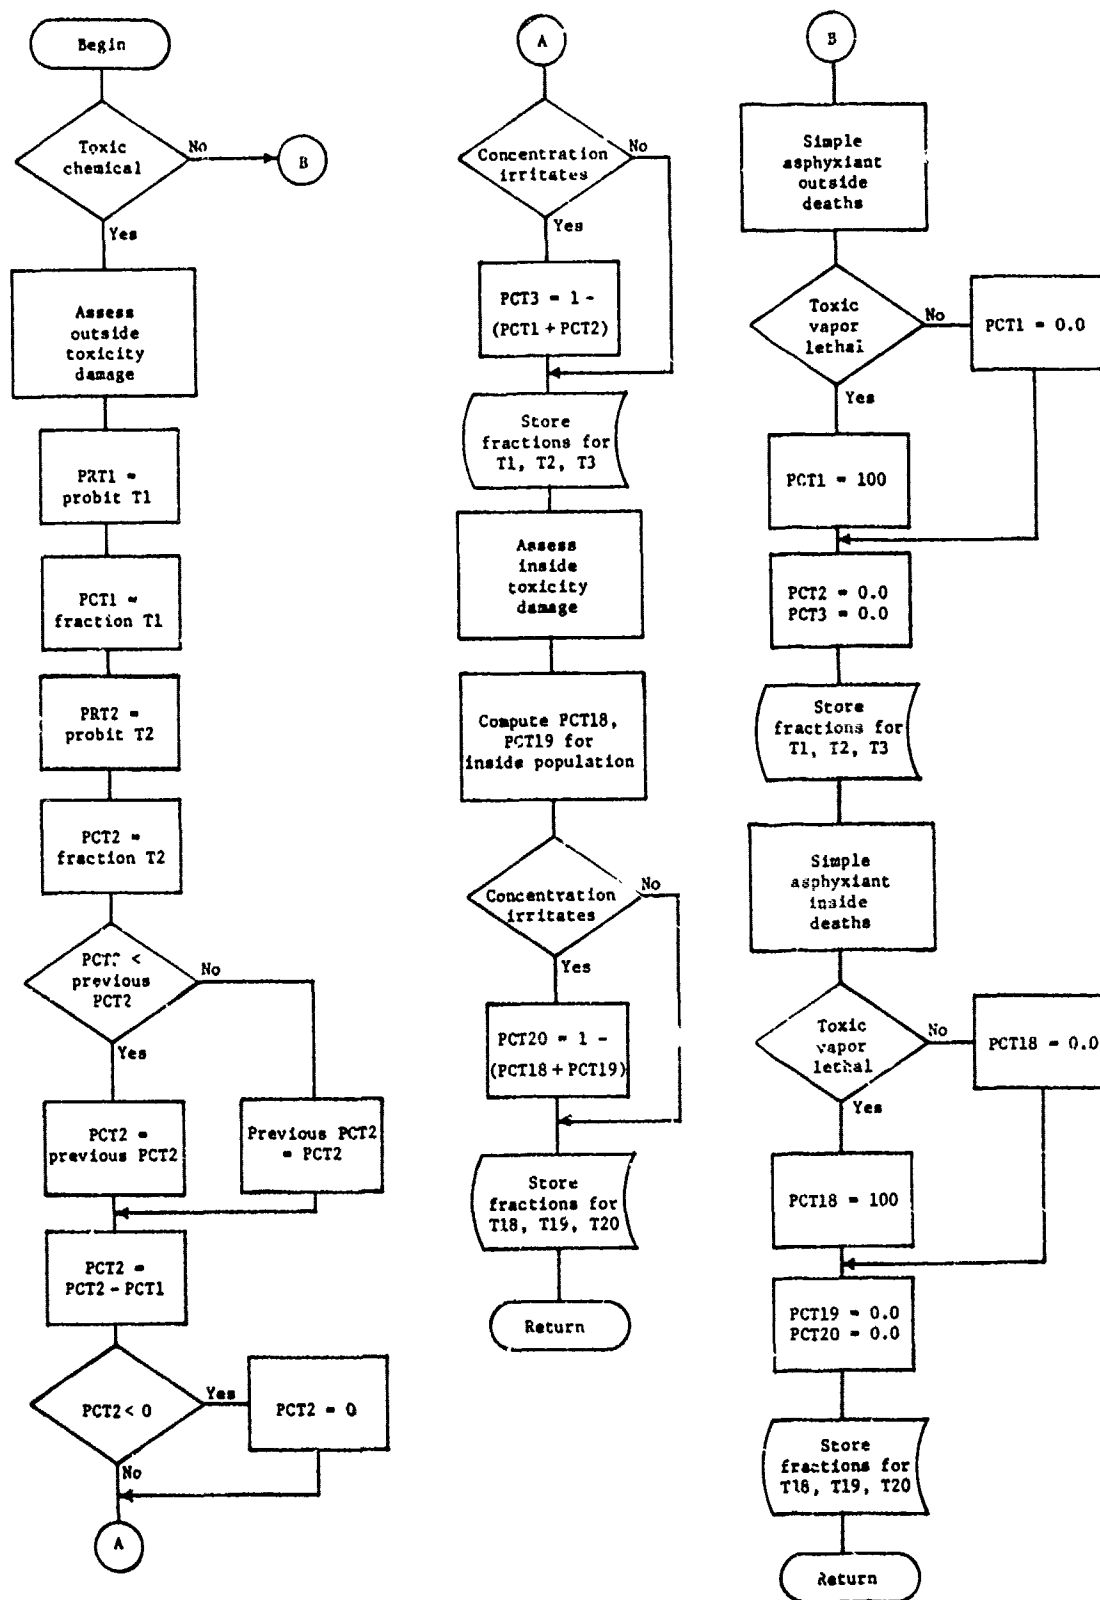 Begin
Toxic
chemical
No
B
Yes
Assess
outside
toxicity
damage
PRT1 =
probit T1
PCT1 =
fraction T1
PRT2 =
probit T2
PCT2 =
fraction T2
<
previous
PCT2
No
Yes
PCT2 =
previous PCT2
Previous PCT2
= PCT2
PCT2 =
PCT2 - PCT1
PCT2 < 0
Yes
PCT2 = 0
No
A
A
Concentration
irritates
No
Yes
PCT3 = 1 -
(PCT1 + PCT2)
Store
fractions for
T1, T2, T3
Assess
inside
toxicity
damage
Compute PCT18,
PCT19 for
inside population
Concentration
irritates
No
Yes
PCT20 = 1 -
(PCT18 + PCT19)
Store
fractions for
T18, T19, T20
Return
B
Simple
asphyxiant
outside
deaths
Toxic
vapor
lethal
No
PCT1 = 0.0
Yes
PCT1 = 100
PCT2 = 0.0
PCT3 = 0.0
Store
fractions for
T1, T2, T3
Simple
asphyxiant
inside
deaths
Toxic
vapor
lethal
No
PCT18 = 0.0
Yes
PCT18 = 100
PCT19 = 0.0
PCT20 = 0.0
Store
fractions for
T18, T19, T20
Return